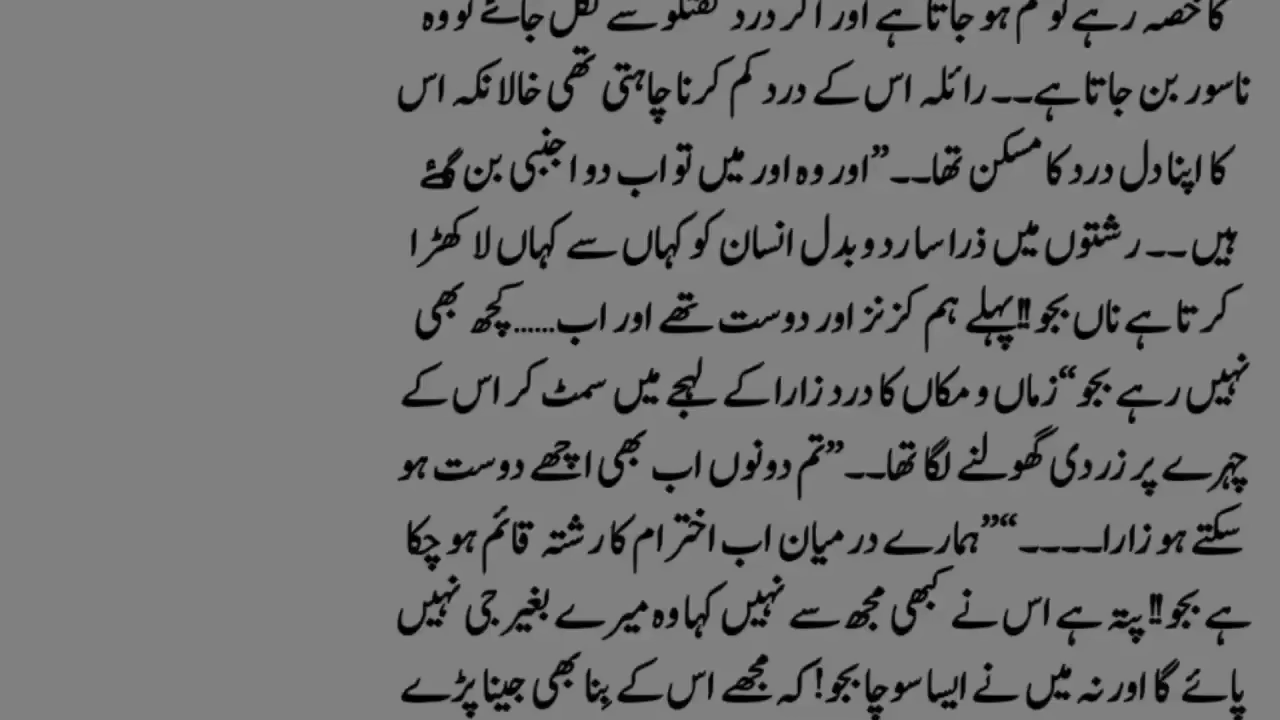 کا حصہ رہے تو کم ہو جاتا ہے اور اگر درد گفتگو سے نکل جائے تو وہ
ناسور بن جاتا ہے۔۔ رائلہ اس کے درد کم کرنا چاہتی تھی خالانکہ اس
کا اپنا دل درد کا مسکن تھا۔۔”اور وہ اور میں تو اب دو اجنبی بن گئے
ہیں۔۔ رشتوں میں ذرا سا ردوبدل انسان کو کہاں سے کہاں لا کھڑا
کرتا ہے ناں بجو!!پہلے ہم کزنز اور دوست تھے اور اب......کچھ بھی
نہیں رہے بجو“زماں و مکاں کا درد زارا کے لہجے میں سمٹ کر اس کے
چہرے پر زردی گھولنے لگا تھا۔۔”تم دونوں اب بھی اچھے دوست ہو
سکتے ہو زارا۔۔۔۔“”ہمارے درمیان اب اخترام کا رشتہ قائم ہو چکا
ہے بجو!! پتہ ہے اس نے کبھی مجھ سے نہیں کہا وہ میرے بغیر جی نہیں
پائے گا اور نہ میں نے ایسا سوچا بجو! کہ مجھے اس کے بِنا بھی جینا پڑے